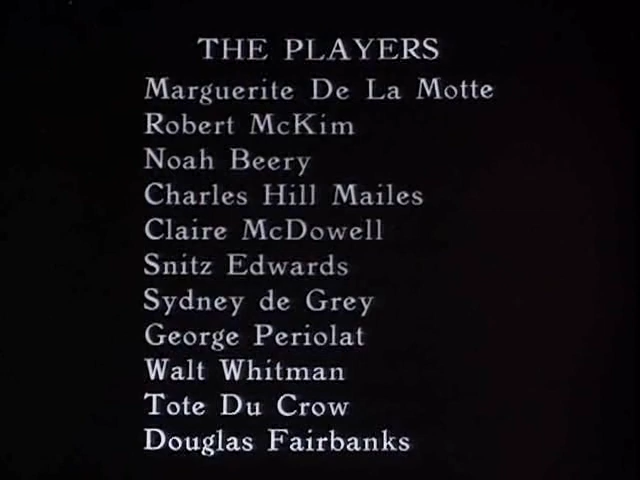 THE PLAYERS
Marguerite De La Motte
Robert McKim
Noah Beery
Charles Hill Mailes
Claire McDowell
Snitz Edwards
Sydney de Grey
George Periolat
Walt Whitman
Tote Du Crow
Douglas Fairbanks